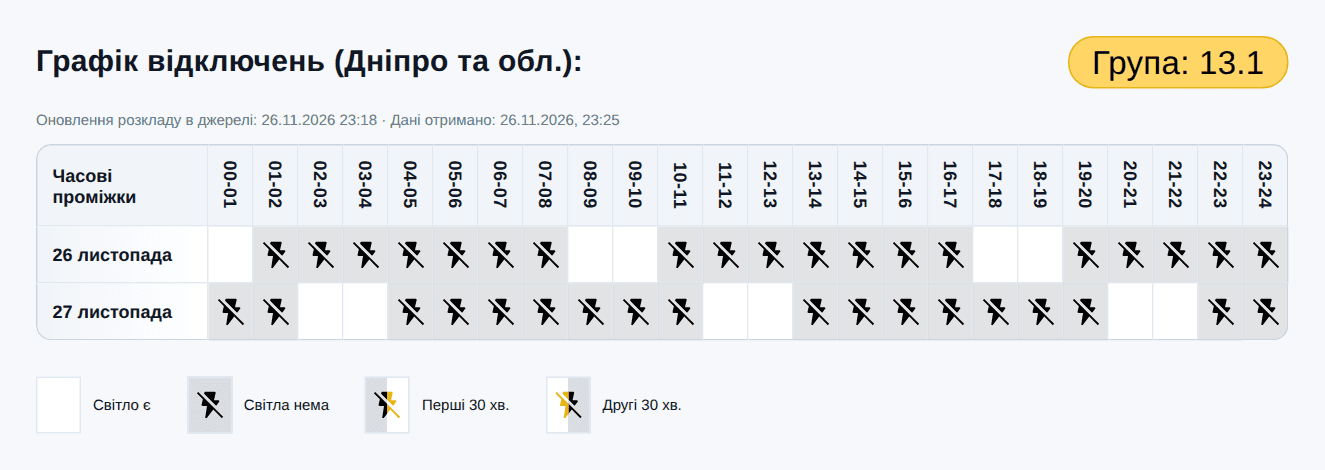 Графік відключень (Дніпро та обл.):
Група: 13.1
Оновлення розкладу в джерелі: 26.11.2026 23:18 · Дані отримано: 26.11.2026, 23:25
Часові
проміжки
00-01
01-02
02-03
03-04
04-05
05-06
06-07
07-08
08-09
09-10
10-11
11-12
12-13
13-14
14-15
15-16
16-17
17-18
18-19
19-20
20-21
21-22
22-23
23-24
26 листопада
27 листопада
Світло є
Світла нема
Перші 30 хв.
Другі 30 хв.